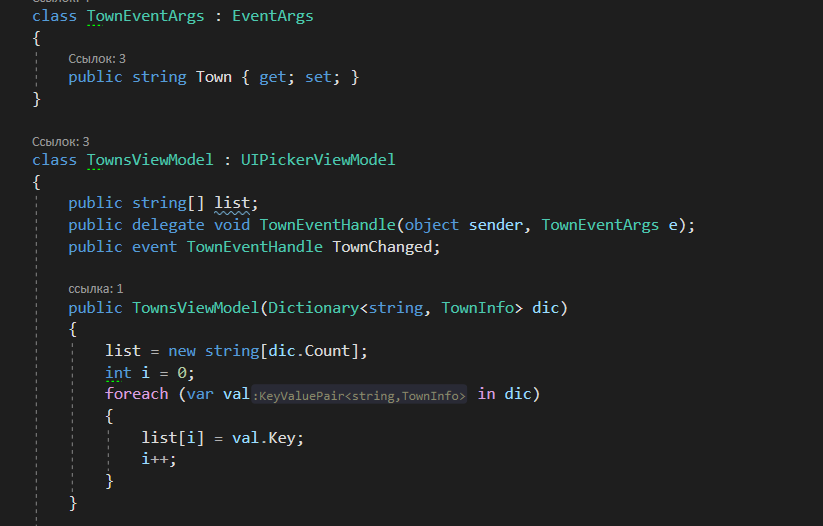 class TownEventArgs : EventArgs
{
Ссылок: 3
public string Town { get; set; }
}
Ссылок: 3
class TownsViewModel : UIPickerViewModel
{
public string[] list;
public delegate void TownEventHandle(object sender, TownEventArgs e);
public event TownEventHandle TownChanged;
ссылка: 1
public TownsViewModel(Dictionary<string, TownInfo> dic)
{
list = new string[dic.Count];
int i = 0;
foreach (var val:KeyValuePair<string,TownInfo> in dic)
{
list[i] = val.Key;
i++;
}
}